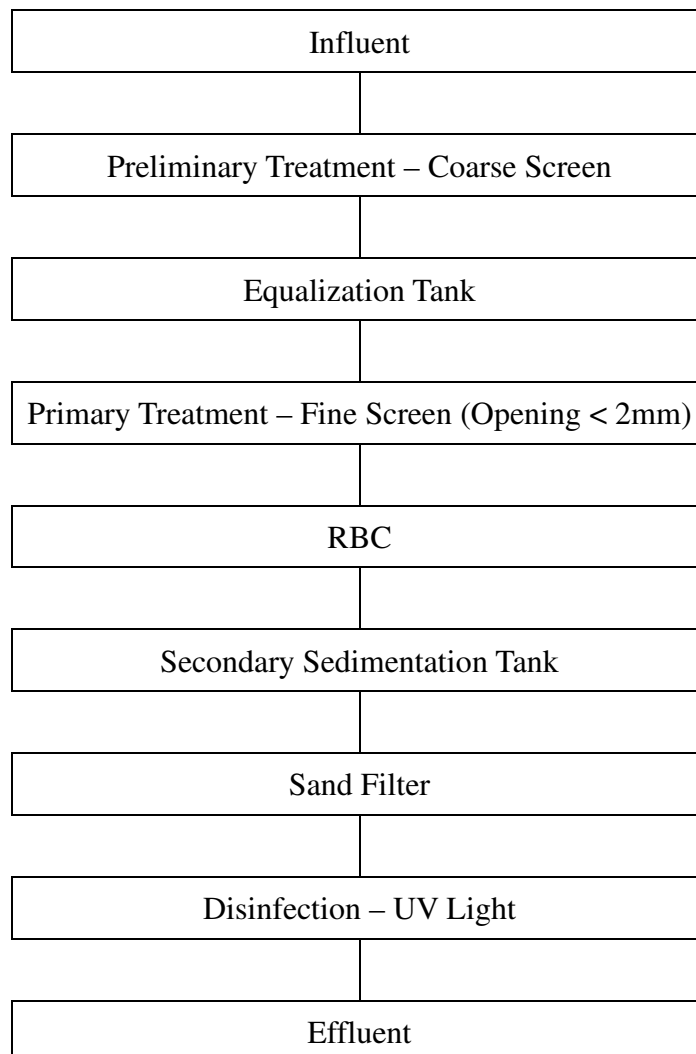 Influent
Preliminary Treatment – Coarse Screen
Equalization Tank
Primary Treatment – Fine Screen (Opening < 2mm)
RBC
Secondary Sedimentation Tank
Sand Filter
Disinfection – UV Light
Effluent